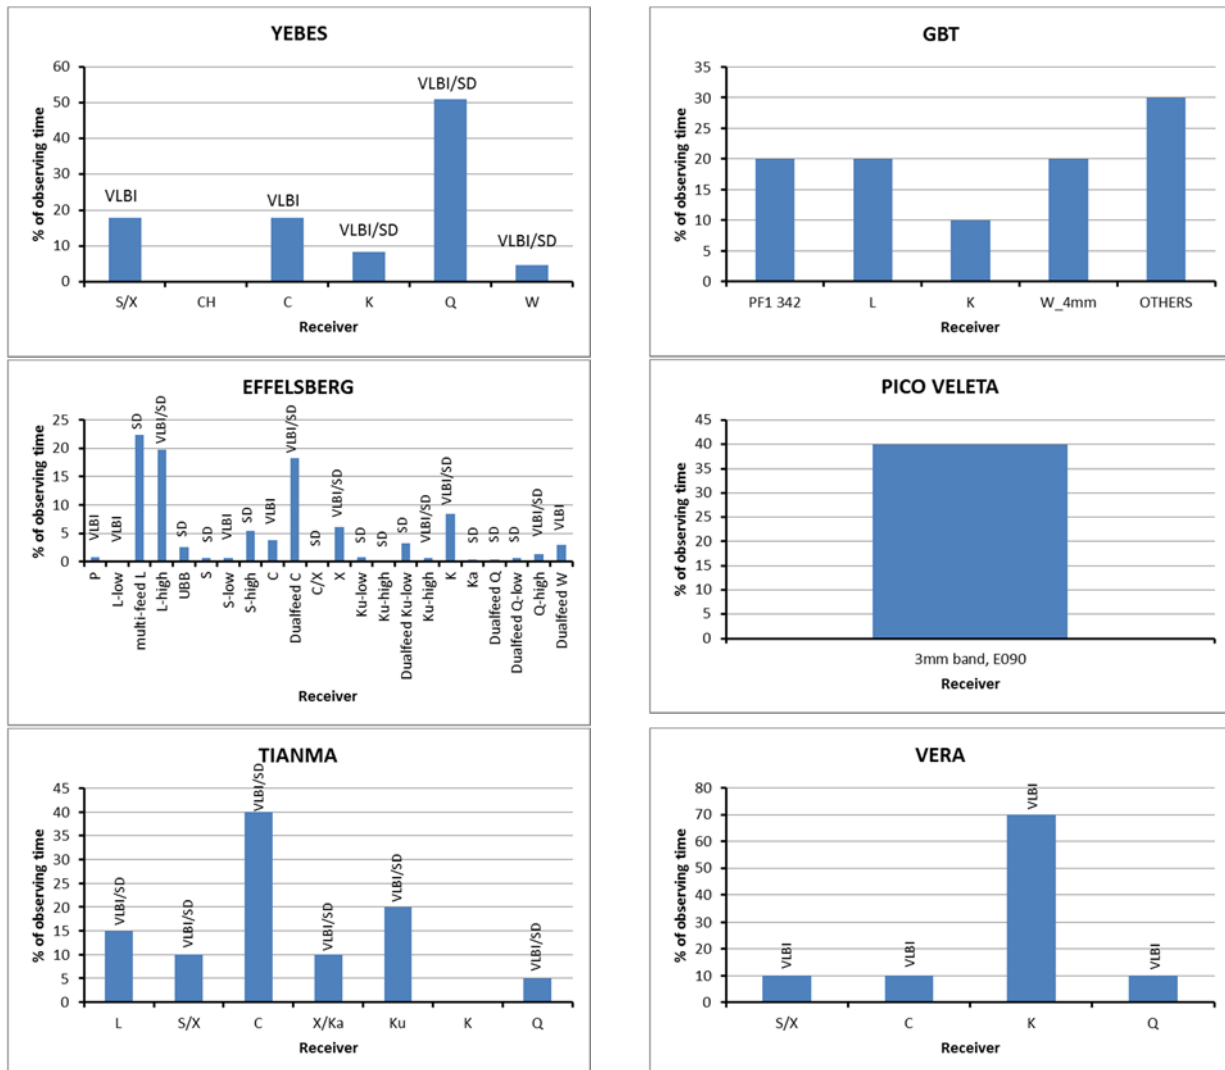 YEBES
% of observing time
60
50
40
30
20
10
0
VLBI
VLBI
VLBI/SD
VLBI/SD
VLBI/SD
S/X CH C K Q W
Receiver
GBT
% of observing time
35
30
25
20
15
10
5
0
PF1 342 L K W_4mm OTHERS
Receiver
EFFELSBERG
% of observing time
25
20
15
10
5
0
VLBI
VLBI
SD
VLBI/SD
SD
SD
VLBI
SD
VLBI
VLBI/SD
SD
VLBI/SD
SD
SD
SD
VLBI/SD
VLBI/SD
SD
SD
SD
VLBI/SD
VLBI
P
L-low
multi-feed L
L-high
UBB
S
S-low
S-high
C
Dualfeed C
C/X
X
Ku-low
Ku-high
Dualfeed Ku-low
Ku-high
K
Ka
Dualfeed Q
Dualfeed Q-low
Q-high
Dualfeed W
Receiver
PICO VELETA
% of observing time
45
40
35
30
25
20
15
10
5
0
3mm band, E090
Receiver
TIANMA
% of observing time
45
40
35
30
25
20
15
10
5
0
VLBI/SD
VLBI/SD
VLBI/SD
VLBI/SD
VLBI/SD
VLBI/SD
L S/X C X/Ka Ku K Q
Receiver
VERA
% of observing time
80
70
60
50
40
30
20
10
0
VLBI
VLBI
VLBI
VLBI
S/X C K Q
Receiver